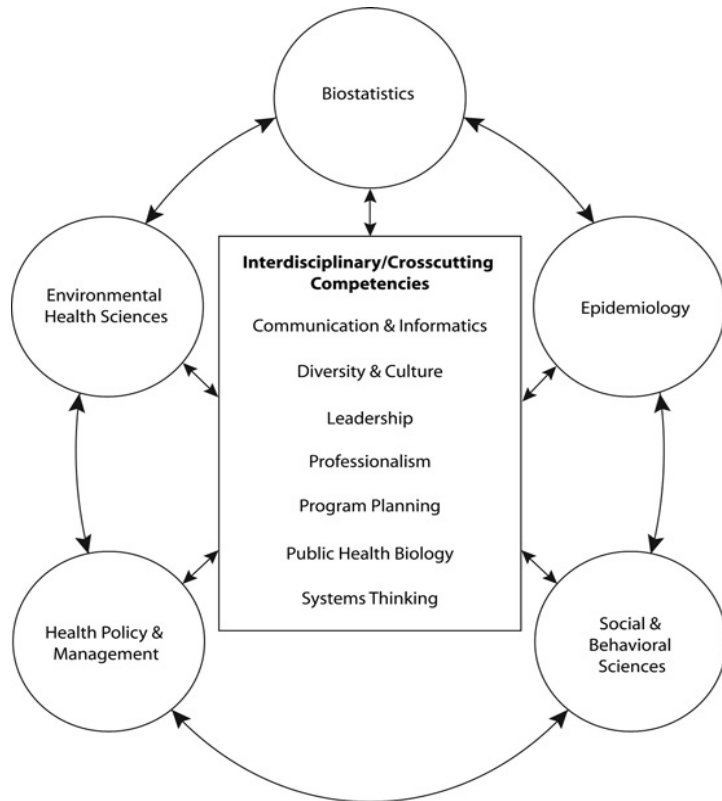 Biostatistics
Environmental
Health Sciences
Interdisciplinary/Crosscutting
Competencies
Communication & Informatics
Diversity & Culture
Leadership
Professionalism
Program Planning
Public Health Biology
Systems Thinking
Epidemiology
Health Policy &
Management
Social &
Behavioral
Sciences